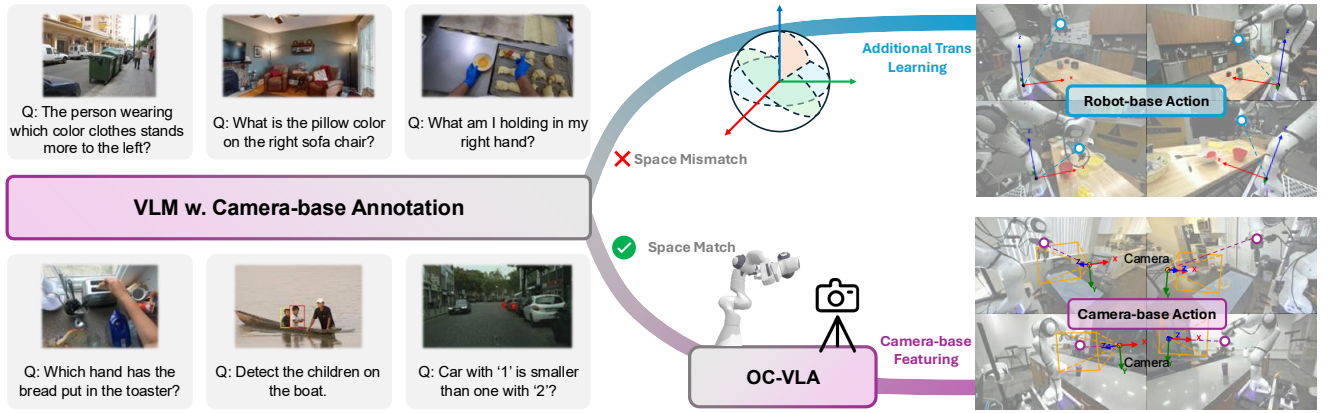 Q: The person wearing
which color clothes stands
more to the left?
Q: What is the pillow color
on the right sofa chair?
Q: What am I holding in my
right hand?
VLM w. Camera-base Annotation
Q: Which hand has the
bread put in the toaster?
Q: Detect the children on
the boat.
Q: Car with ‘1’ is smaller
than one with ‘2’?
Additional Trans
Learning
Space Mismatch
Space Match
OC-VLA
Camera-base
Featuring
Robot-base Action
Camera
Camera-base Action
Camera